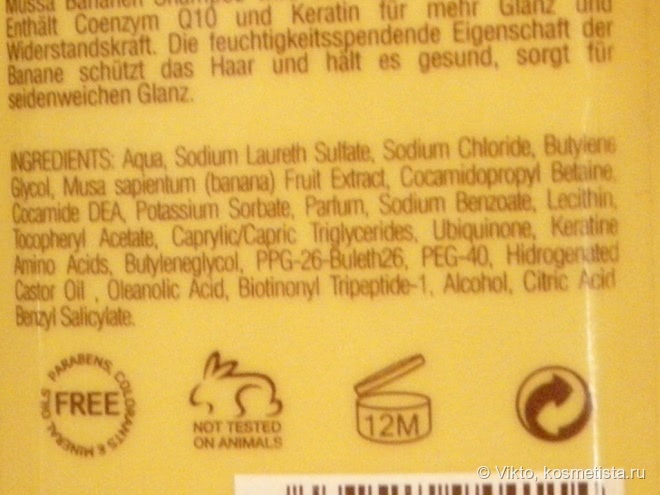 Mussa Bananen Shampoo
Enthält Coenzym Q10 und Keratin für mehr Glanz und
Widerstandskraft. Die feuchtigkeitsspendende Eigenschaft der
Banane schützt das Haar und hält es gesund, sorgt für
seidenweichen Glanz.
INGREDIENTS: Aqua, Sodium Laureth Sulfate, Sodium Chloride, Butylene
Glycol, Musa sapientum (banana) Fruit Extract, Cocamidopropyl Betaine,
Cocamide DEA, Potassium Sorbate, Parfum, Sodium Benzoate, Lecithin,
Tocopheryl Acetate, Caprylic/Capric Triglycerides, Ubiquinone, Keratine
Amino Acids, Butyleneglycol, PPG-26-Buleth26, PEG-40, Hidrogenated
Castor Oil , Oleanolic Acid, Biotinonyl Tripeptide-1, Alcohol, Citric Acid
Benzyl Salicylate.
PARABENS, COLORANTS E MINERAL OILS
FREE
NOT TESTED
ON ANIMALS
12M
© Vikto, kosmetista.ru